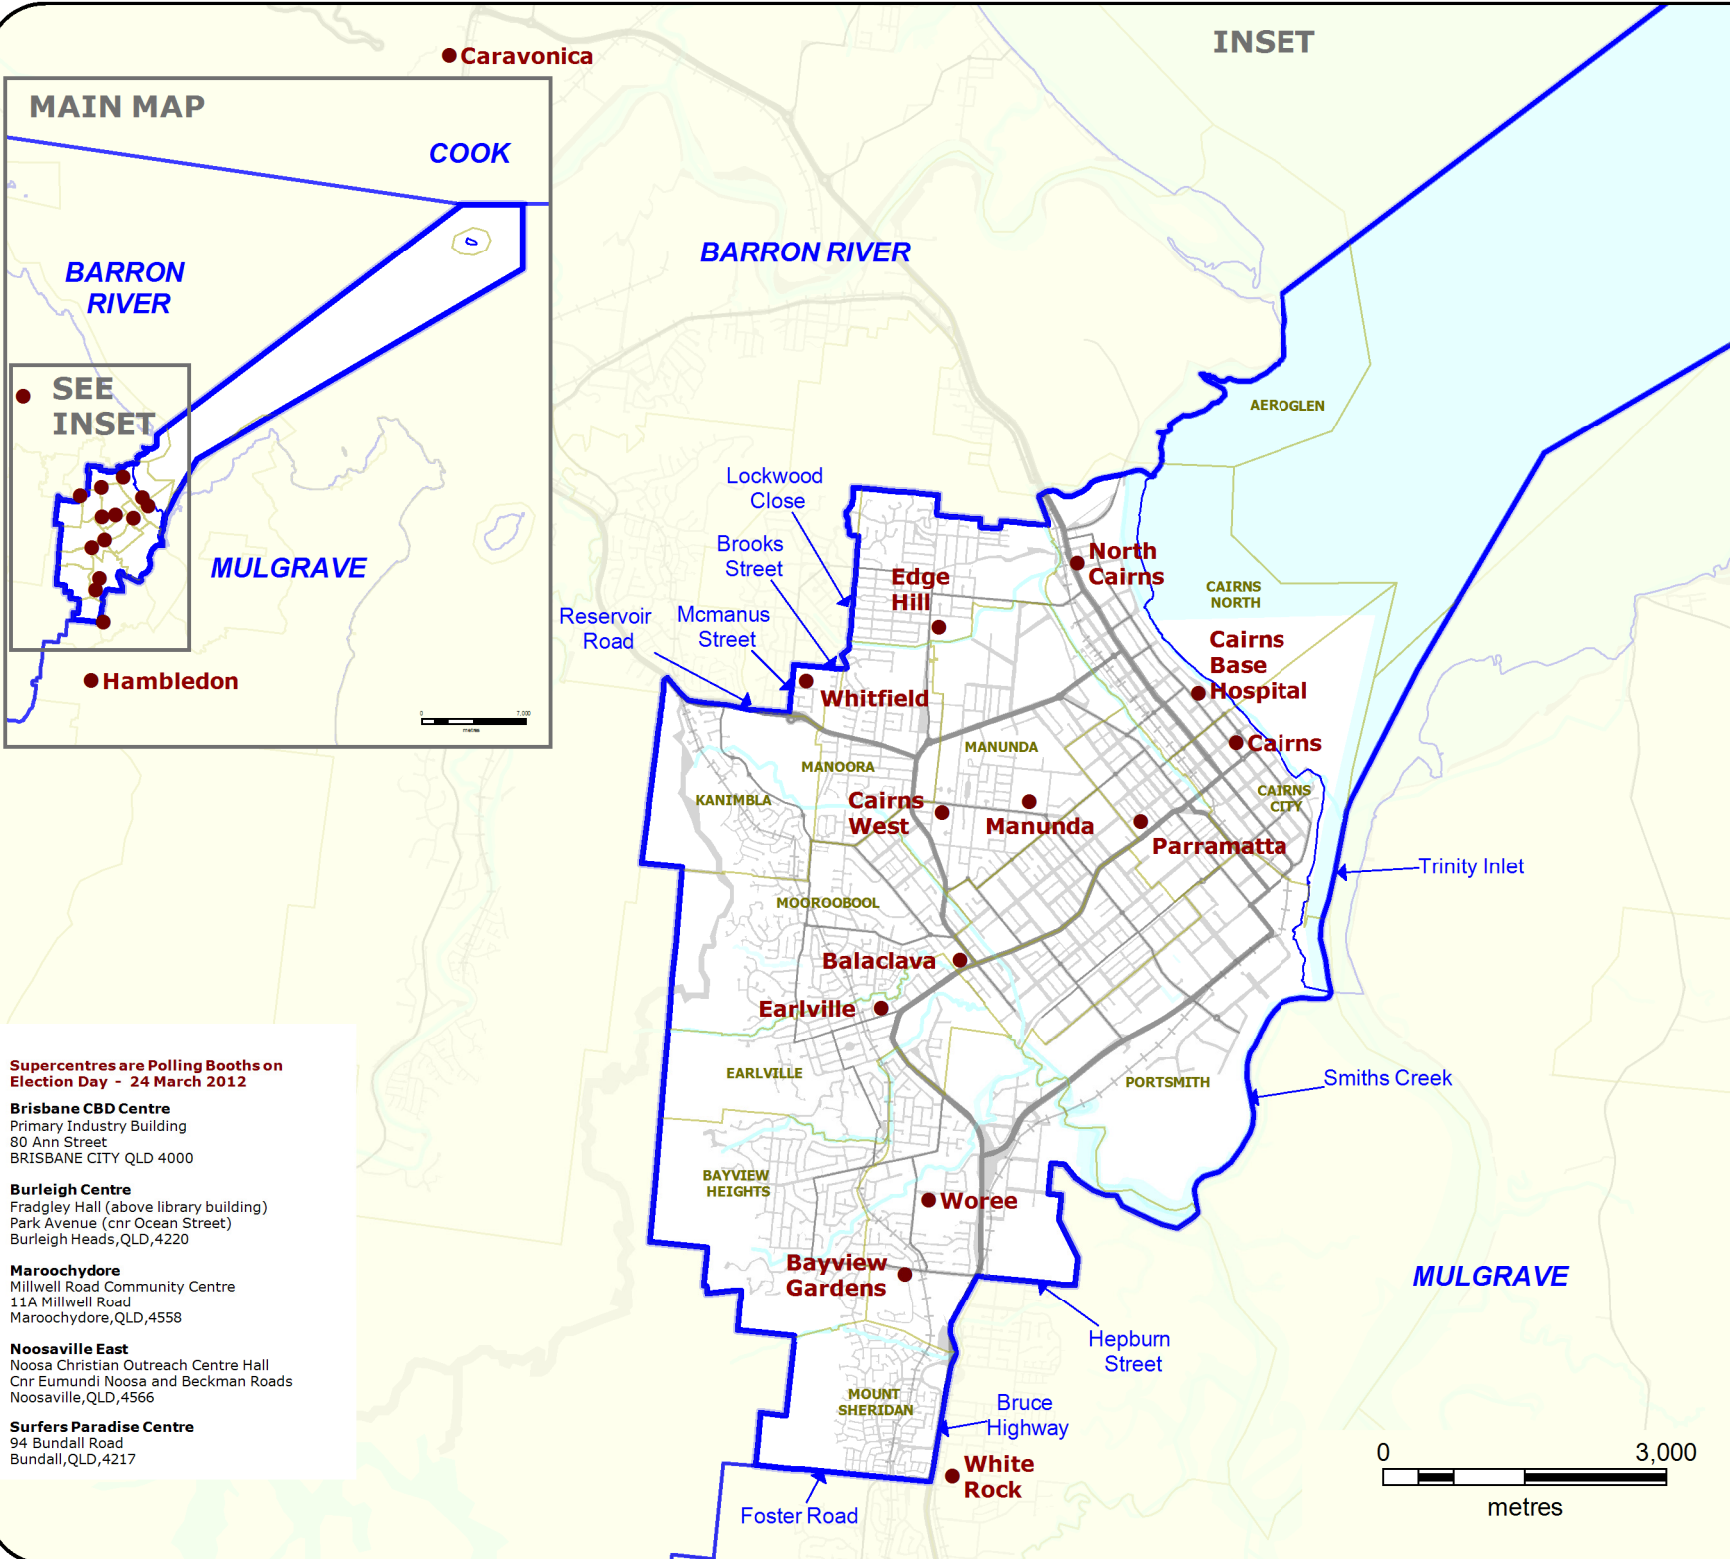 INSET
Caravonica
MAIN MAP
COOK
BARRON
RIVER
SEE
INSET
MULGRAVE
Hambledon
0 7,000
metres
BARRON RIVER
AEROGLEN
Lockwood
Close
Brooks
Street
Reservoir
Road
Mcmanus
Street
Edge
Hill
North
Cairns
CAIRNS
NORTH
Cairns
Base
Hospital
Whitfield
Cairns
MANUNDA
MANOORA
KANIMBLA
CAIRNS
CITY
Cairns
West
Manunda
Parramatta
Trinity Inlet
MOOROOBOOL
Balaclava
Earlville
EARLVILLE
PORTSMITH
Smiths Creek
BAYVIEW
HEIGHTS
Woree
Bayview
Gardens
MULGRAVE
Hepburn
Street
MOUNT
SHERIDAN
Bruce
Highway
White
Rock
Foster Road
0 3,000
metres
Supercentres are Polling Booths on
Election Day - 24 March 2012
Brisbane CBD Centre
Primary Industry Building
80 Ann Street
BRISBANE CITY QLD 4000
Burleigh Centre
Fradgley Hall (above library building)
Park Avenue (cnr Ocean Street)
Burleigh Heads,QLD,4220
Maroochydore
Millwell Road Community Centre
11A Millwell Road
Maroochydore,QLD,4558
Noosaville East
Noosa Christian Outreach Centre Hall
Cnr Eumundi Noosa and Beckman Roads
Noosaville,QLD,4566
Surfers Paradise Centre
94 Bundall Road
Bundall,QLD,4217